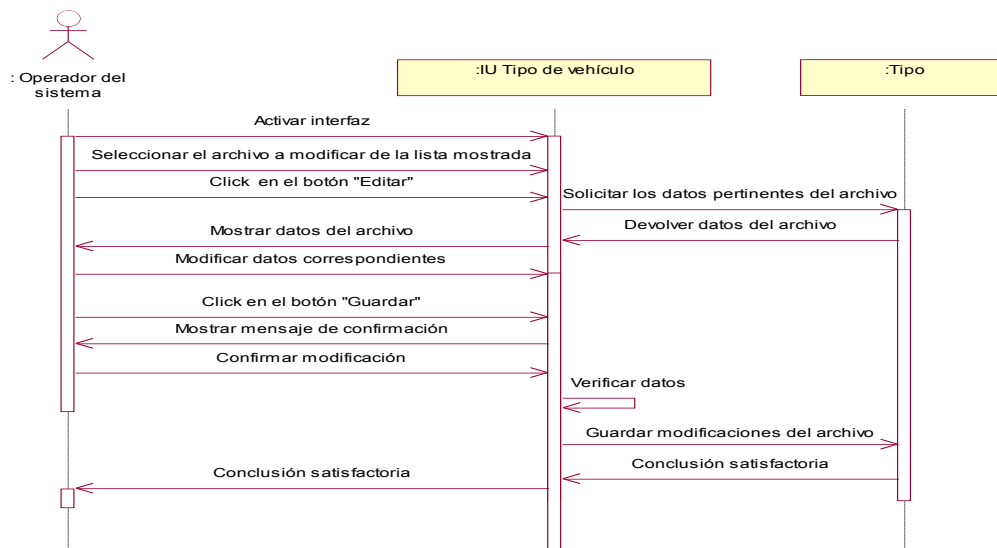 : Operador del
sistema
:IU Tipo de vehículo
:Tipo
Activar interfaz
Seleccionar el archivo a modificar de la lista mostrada
Click en el botón "Editar"
Solicitar los datos pertinentes del archivo
Devolver datos del archivo
Mostrar datos del archivo
Modificar datos correspondientes
Click en el botón "Guardar"
Mostrar mensaje de confirmación
Confirmar modificación
Verificar datos
Guardar modificaciones del archivo
Conclusión satisfactoria
Conclusión satisfactoria